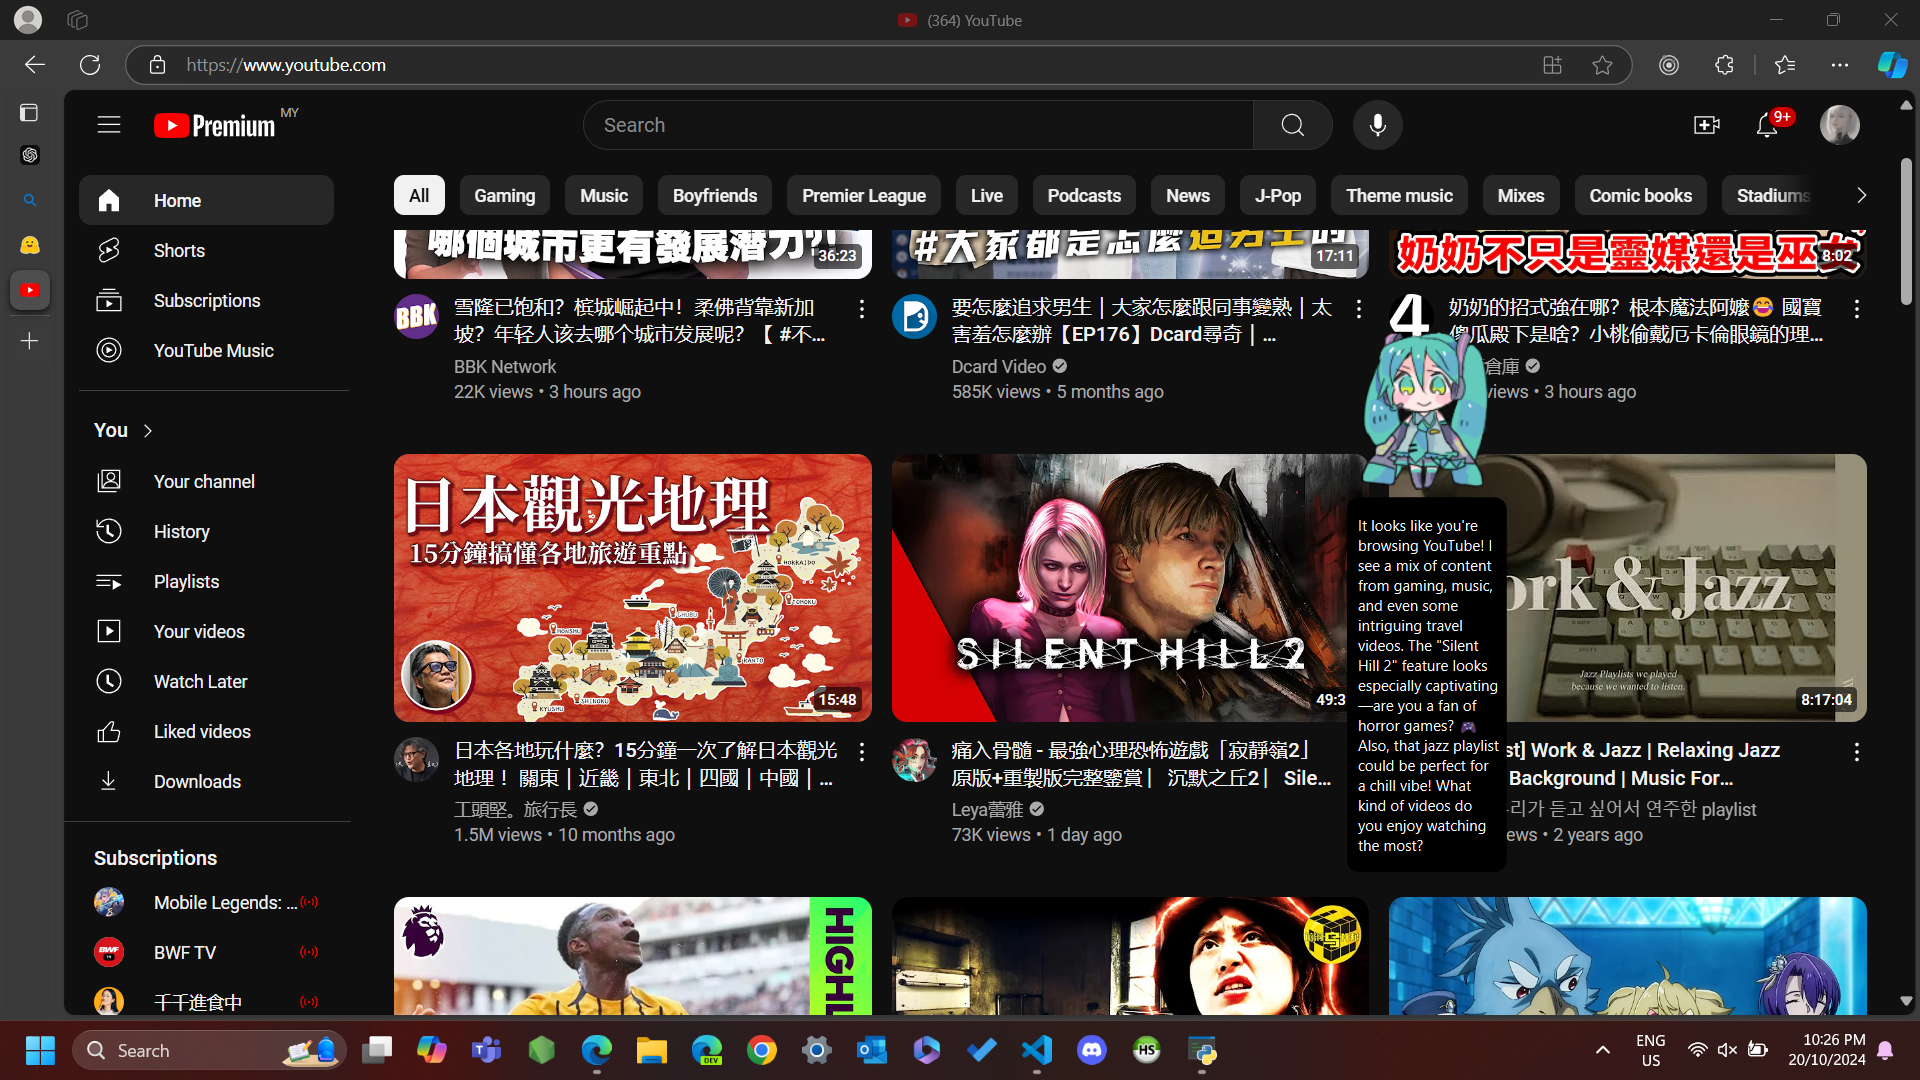 (364) YouTube
https://www.youtube.com
Premium MY
Search
9+
All
Gaming
Music
Boyfriends
Premier League
Live
Podcasts
News
J-Pop
Theme music
Mixes
Comic books
Stadiums
Home
Shorts
Subscriptions
YouTube Music
You
Your channel
History
Playlists
Your videos
Watch Later
Liked videos
Downloads
Subscriptions
Mobile Legends: ...
BWF TV
千千進食中
哪個城市更有發展潛力?!
36:23
BBK
雪隆已饱和？槟城崛起中！柔佛背靠新加
坡？年轻人该去哪个城市发展呢？【 #不...
BBK Network
22K views • 3 hours ago
#大家都是怎麼追男生的
17:11
要怎麼追求男生 | 大家怎麼跟同事變熟 | 太
害羞怎麼辦【EP176】Dcard尋奇 | ...
Dcard Video
585K views • 5 months ago
奶奶不只是靈媒還是巫女
8:02
4
奶奶的招式強在哪？根本魔法阿嬤😂 國寶
傻瓜殿下是啥？小桃偷戴厄卡倫眼鏡的理...
倉庫
views • 3 hours ago
日本觀光地理
15分鐘搞懂各地旅遊重點
HOKKAIDO
TOHOKU
CHUBU
HONSHU
KANTO
SHIKOKU
KYUSHU
15:48
日本各地玩什麼？15分鐘一次了解日本觀光
地理！ 關東 | 近畿 | 東北 | 四國 | 中國 | ...
工頭堅。旅行長
1.5M views • 10 months ago
SILENT HILL 2
49:3
痛入骨髓 - 最強心理恐怖遊戲「寂靜嶺2」
原版+重製版完整鑒賞 | 沉默之丘2 | Sile...
Leya蕾雅
73K views • 1 day ago
ork & Jazz
Jazz Playlists we played
because we wanted to listen.
8:17:04
st] Work & Jazz | Relaxing Jazz
Background | Music For...
리가 듣고 싶어서 연주한 playlist
ews • 2 years ago
It looks like you're
browsing YouTube! I
see a mix of content
from gaming, music,
and even some
intriguing travel
videos. The "Silent
Hill 2" feature looks
especially captivating
—are you a fan of
horror games? 🎮
Also, that jazz playlist
could be perfect for
a chill vibe! What
kind of videos do
you enjoy watching
the most?
HIGHL
Search
DEV
HS
ENG
US
10:26 PM
20/10/2024